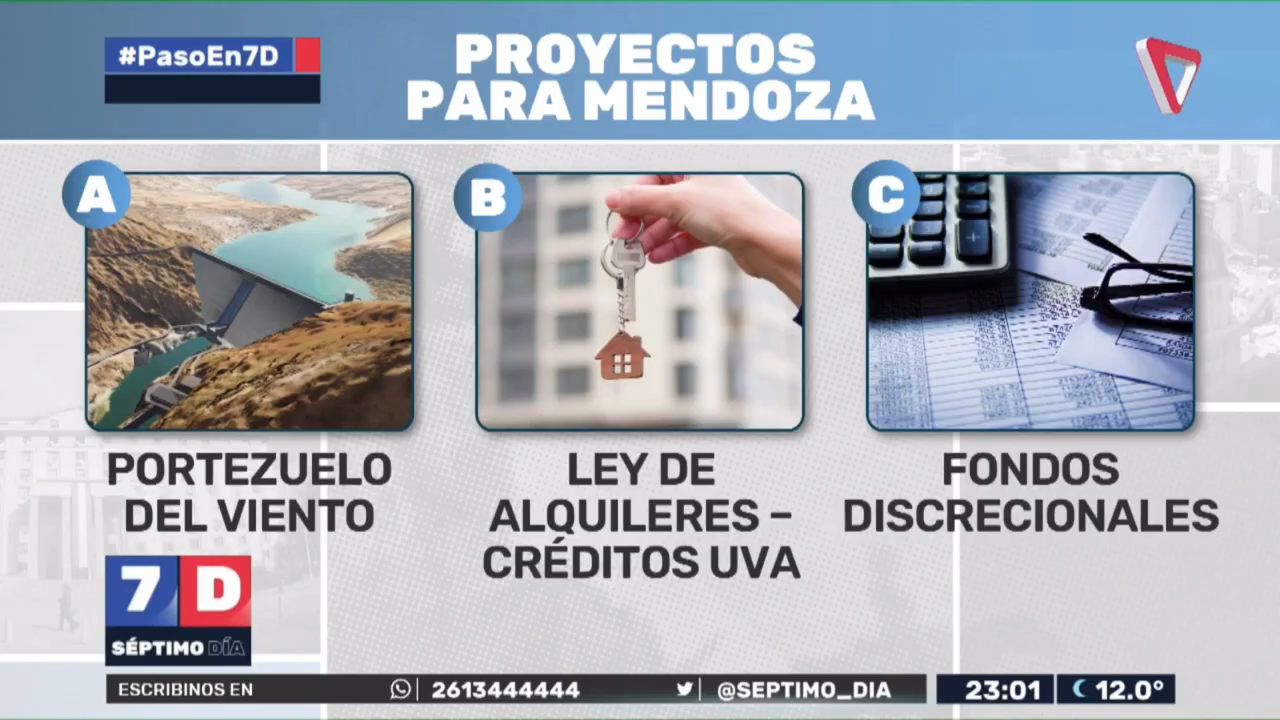 #PasoEn7D
PROYECTOS
PARA MENDOZA
A
B
C
PORTEZUELO
DEL VIENTO
LEY DE
ALQUILERES –
CRÉDITOS UVA
FONDOS
DISCRECIONALES
7 D
SÉPTIMO DÍA
ESCRIBINOS EN
2613444444
@SEPTIMO_DIA
23:01
12.0°